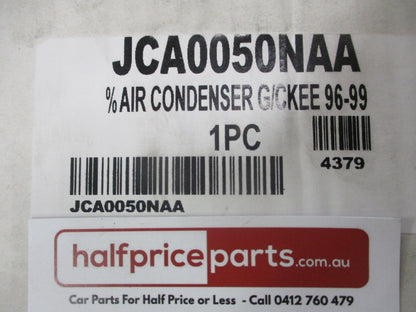 JCA0050NAA
% AIR CONDENSER G/CKEE 96-99
1PC
4379
JCA0050NAA
halfpriceparts.com.au
Car Parts For Half Price or Less - Call 0412 760 479